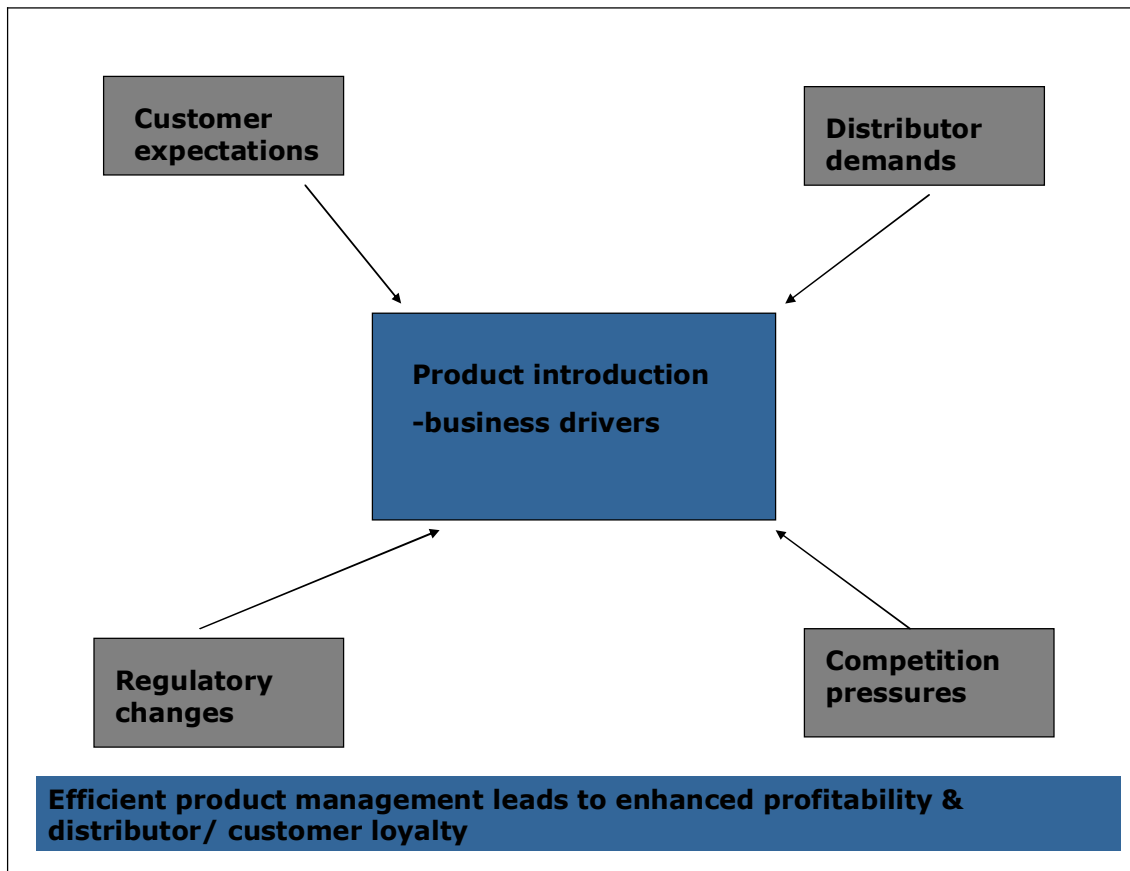 Customer
expectations
Distributor
demands
Product introduction
-business drivers
Regulatory
changes
Competition
pressures
Efficient product management leads to enhanced profitability &
distributor/ customer loyalty